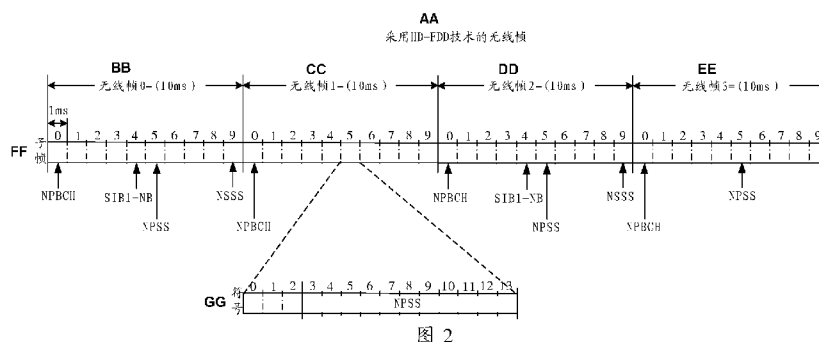 AA
采用HD-FDD技术的无线帧
BB CC DD EE
无线帧0-(10ms) 无线帧1-(10ms) 无线帧2-(10ms) 无线帧3=(10ms)
1ms
FF 子帧 0 1 2 3 4 5 6 7 8 9 0 1 2 3 4 5 6 7 8 9 0 1 2 3 4 5 6 7 8 9 0 1 2 3 4 5 6 7 8 9
NPBCH SIB1-NB NSSS NPBCH NPBCH SIB1-NB NSSS NPBCH NPSS
NPSS NPSS
0 1 2 3 4 5 6 7 8 9 10 11 12 13
GG 符号 NPSS
图 2